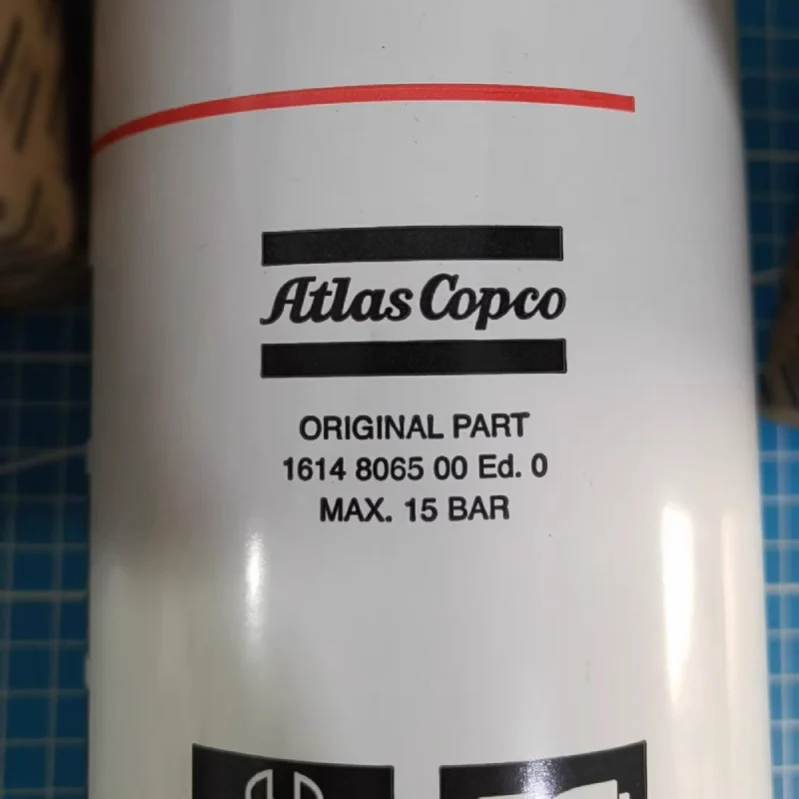 Atlas Copco
ORIGINAL PART
1614 8065 00 Ed. 0
MAX. 15 BAR